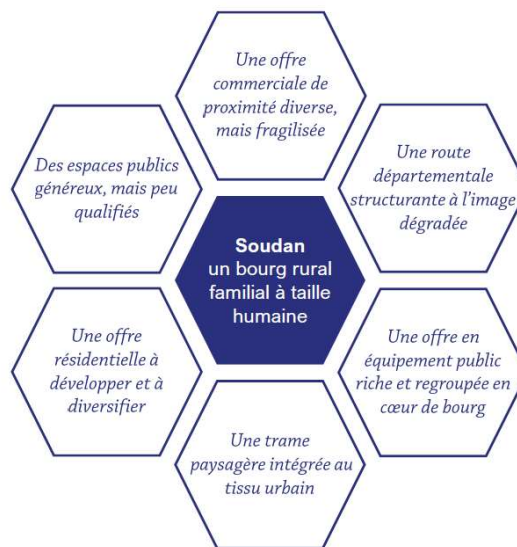 Une offre
commerciale de
proximité diverse,
mais fragilisée
Des espaces publics
généreux, mais peu
qualifiés
Une route
départementale
structurante à l'image
dégradée
Soudan
un bourg rural
familial à taille
humaine
Une offre
résidentielle à
développer et à
diversifier
Une offre en
équipement public
riche et regroupée en
cœur de bourg
Une trame
paysagère intégrée au
tissu urbain